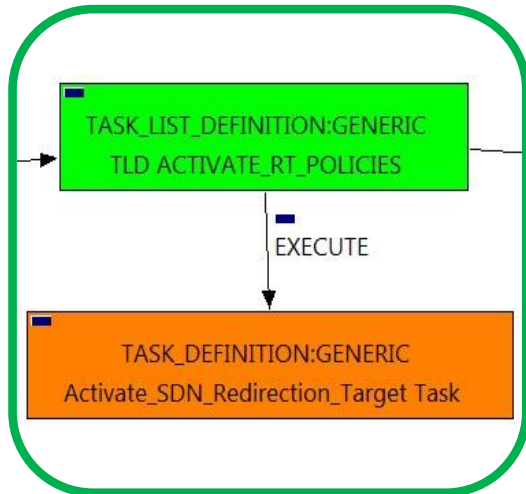 TASK_LIST_DEFINITION:GENERIC
TLD ACTIVATE_RT_POLICIES
EXECUTE
TASK_DEFINITION:GENERIC
Activate_SDN_Redirection_Target Task